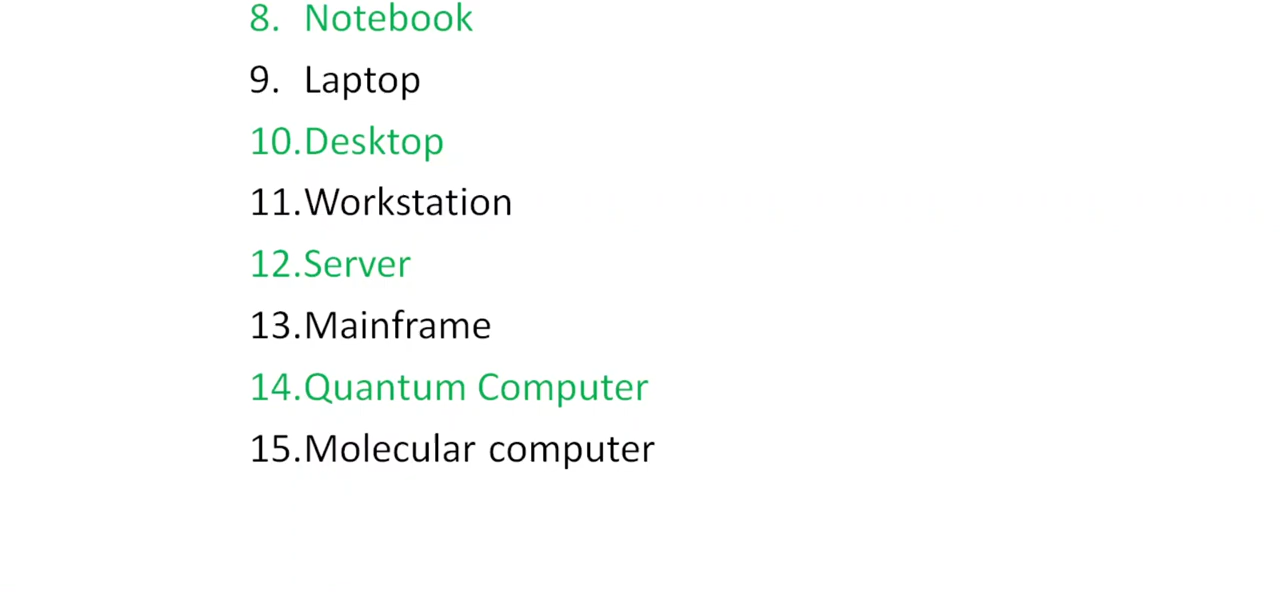 8. Notebook
9. Laptop
10.Desktop
11.Workstation
12.Server
13.Mainframe
14.Quantum Computer
15.Molecular computer